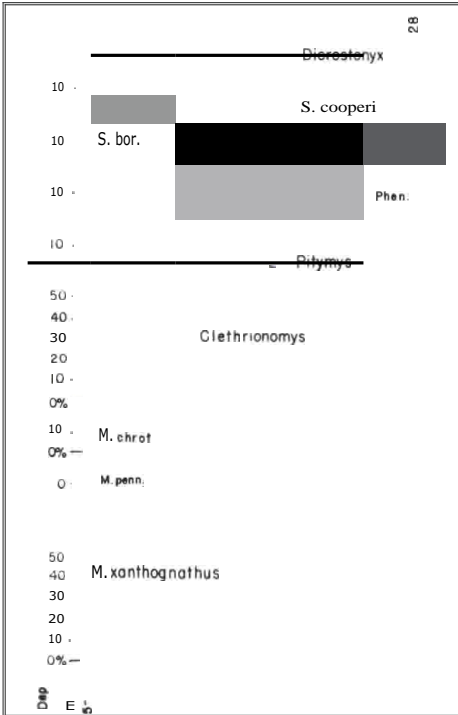 28
Dicrostonyx
10
S. cooperi
10 S. bor.
10 Phen.
10
Pitymys
50
40
30 Clethrionomys
20
10
0%
10 M. chrot
0%
0 M. penn.
50
40 M. xanthognathus
30
20
10
0%
Dep E 5-